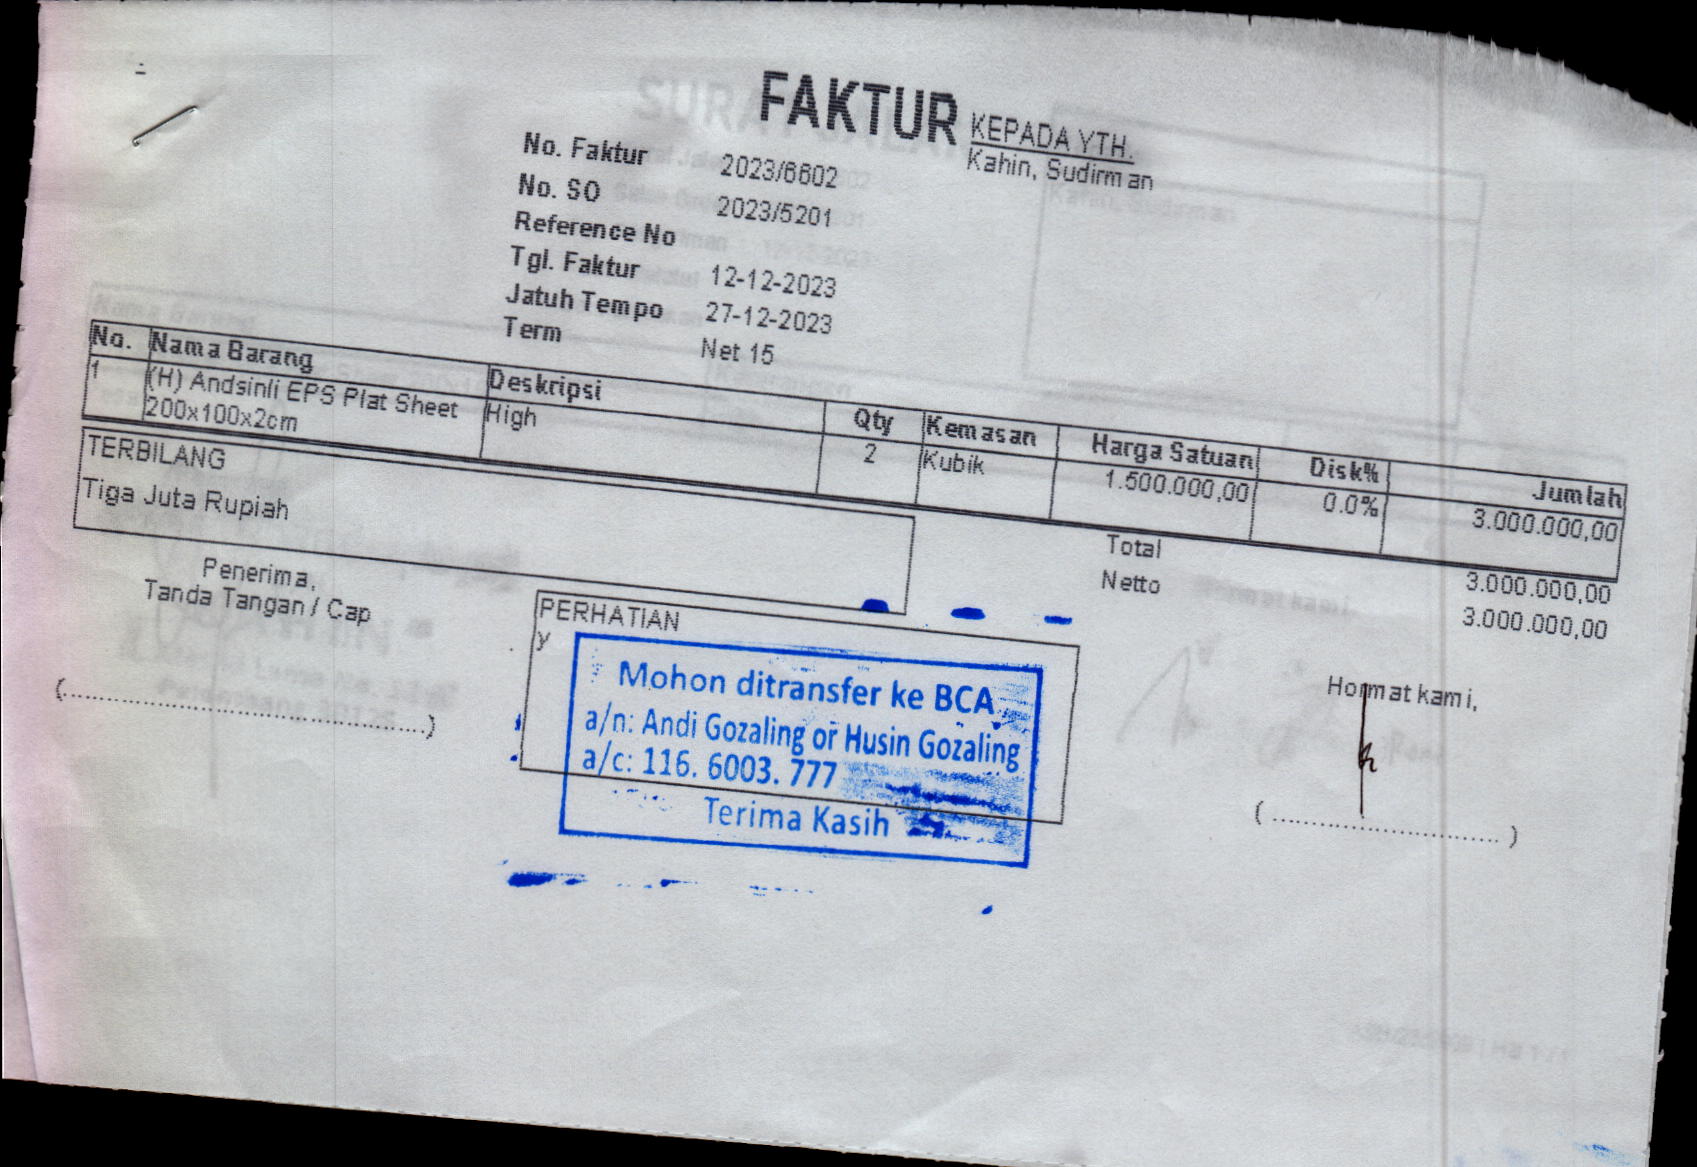 FAKTUR
KEPADA YTH.
Kahin, Sudirman
No. Faktur 2023/6602
No. SO 2023/5201
Reference No
Tgl. Faktur 12-12-2023
Jatuh Tempo 27-12-2023
Term Net 15
No. Nama Barang Deskripsi Qty Kemasan Harga Satuan Disk% Jumlah
1 (H) Andsinli EPS Plat Sheet High 2 Kubik 1.500.000,00 0.0% 3.000.000,00
200x100x2cm
TERBILANG
Tiga Juta Rupiah
Total 3.000.000,00
Netto 3.000.000,00
Penerima,
Tanda Tangan / Cap
(....................................................)
PERHATIAN
y
Mohon ditransfer ke BCA
a/n: Andi Gozaling or Husin Gozaling
a/c: 116. 6003. 777
Terima Kasih
Hormat kami,
(................................)